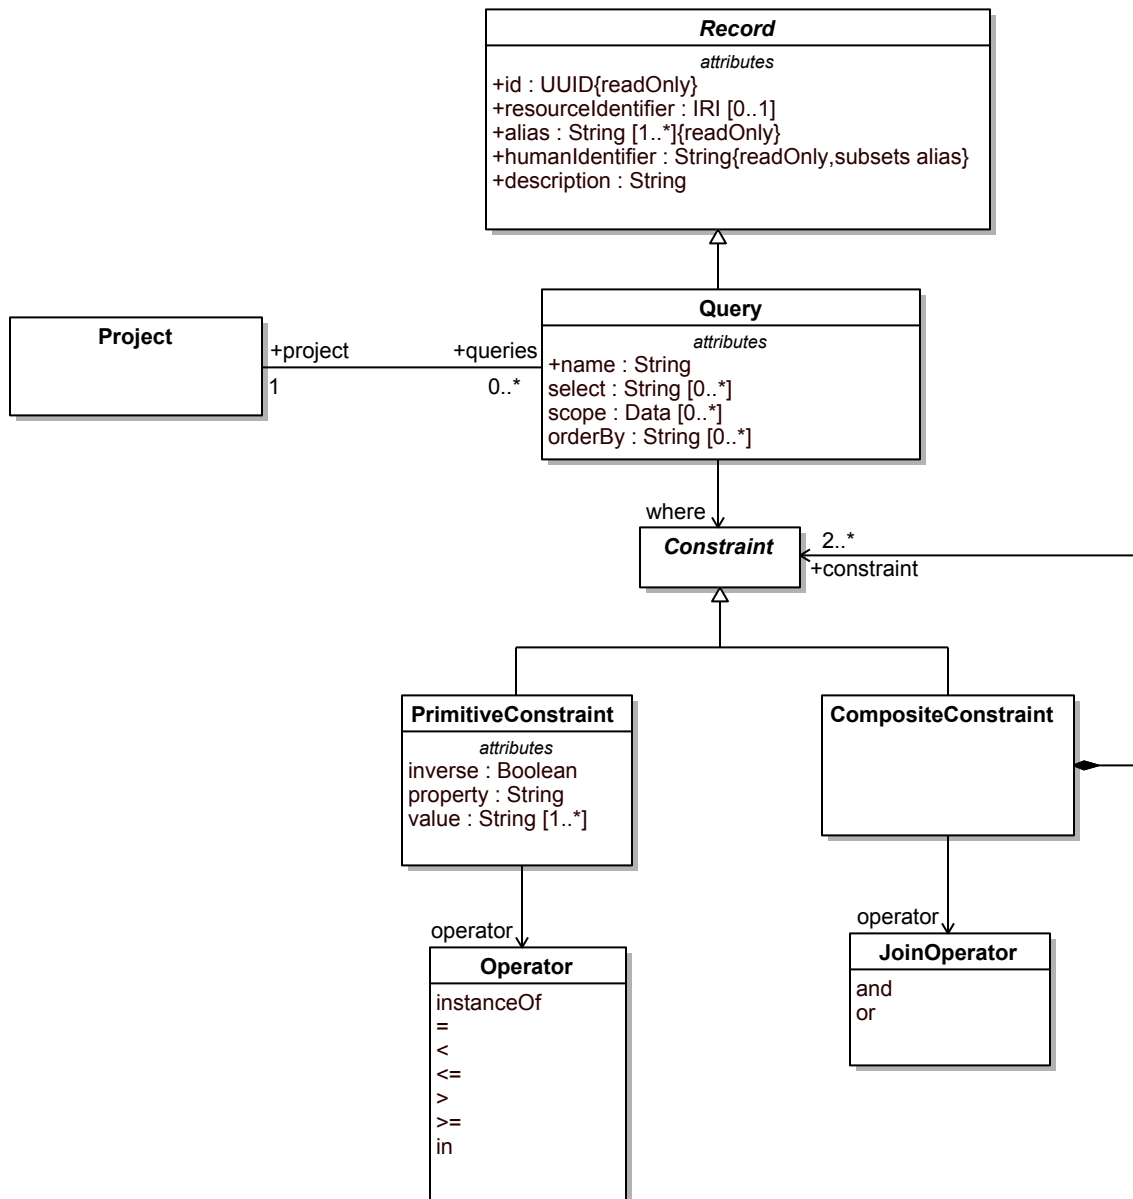 Record
attributes
+id : UUID{readOnly}
+resourceIdentifier : IRI [0..1]
+alias : String [1..*]{readOnly}
+humanIdentifier : String{readOnly,subsets alias}
+description : String
Project
+project
1
+queries
0..*
Query
attributes
+name : String
select : String [0..*]
scope : Data [0..*]
orderBy : String [0..*]
where
Constraint
2..*
+constraint
PrimitiveConstraint
attributes
inverse : Boolean
property : String
value : String [1..*]
CompositeConstraint
operator
Operator
instanceOf
=
<
<=
>
>=
in
operator
JoinOperator
and
or